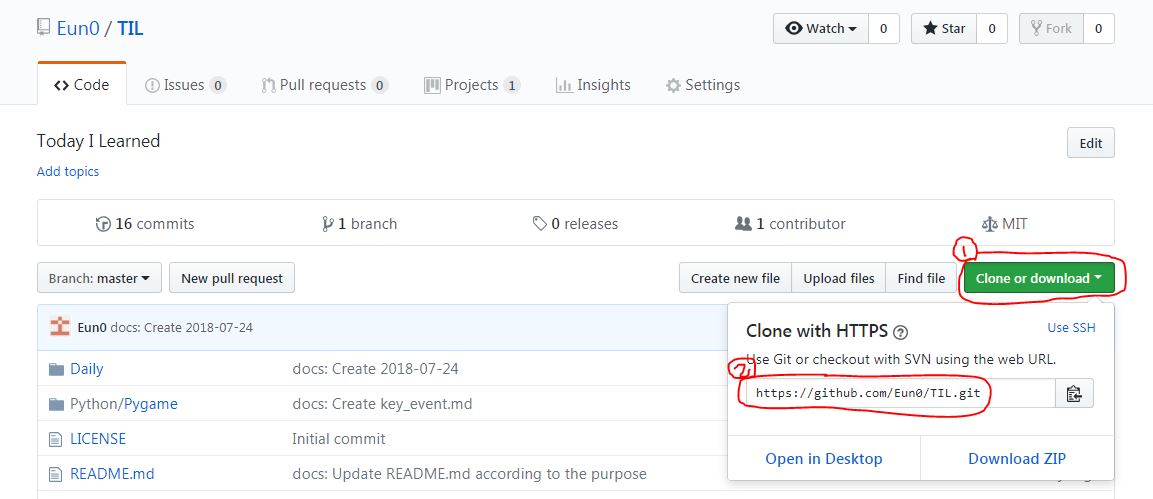 Eun0 / TIL
Watch 0 Star 0 Fork 0
Code Issues 0 Pull requests 0 Projects 1 Insights Settings
Today I Learned
Edit
Add topics
16 commits 1 branch 0 releases 1 contributor MIT
1
Branch: master New pull request Create new file Upload files Find file Clone or download
Eun0 docs: Create 2018-07-24
Clone with HTTPS ? Use SSH
Use Git or checkout with SVN using the web URL.
2
https://github.com/Eun0/TIL.git
Open in Desktop Download ZIP
Daily docs: Create 2018-07-24
Python/Pygame docs: Create key_event.md
LICENSE Initial commit
README.md docs: Update README.md according to the purpose